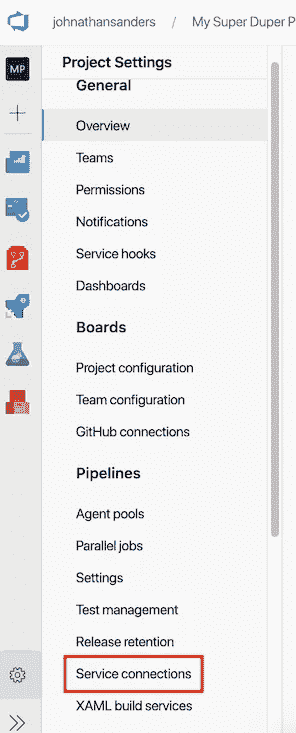 johnathansanders / My Super Duper P
MP
Project Settings
General
Overview
Teams
Permissions
Notifications
Service hooks
Dashboards
Boards
Project configuration
Team configuration
GitHub connections
Pipelines
Agent pools
Parallel jobs
Settings
Test management
Release retention
Service connections
XAML build services